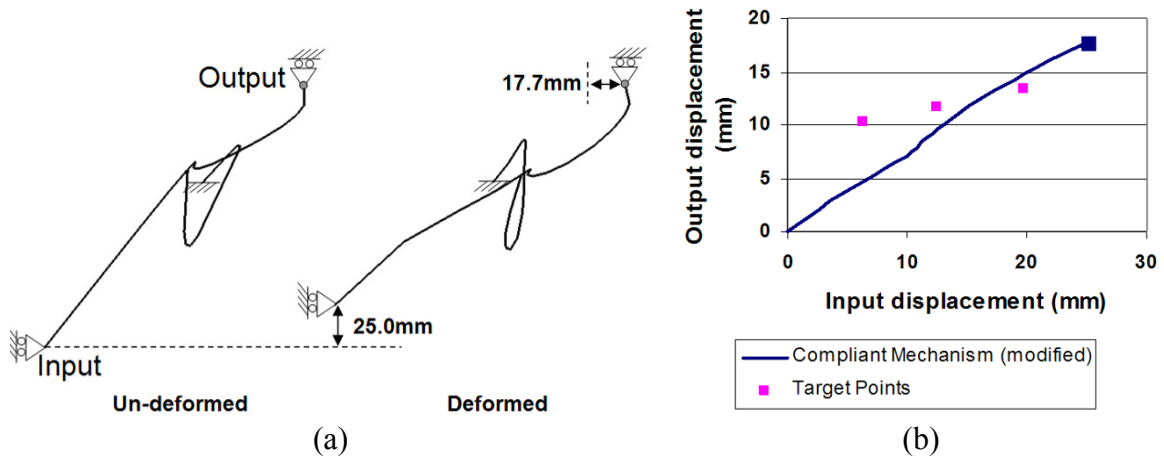 Output
Input
Un-deformed
17.7mm
25.0mm
Deformed
(a)
Output displacement
(mm)
20
15
10
5
0
0 10 20 30
Input displacement (mm)
Compliant Mechanism (modified)
Target Points
(b)